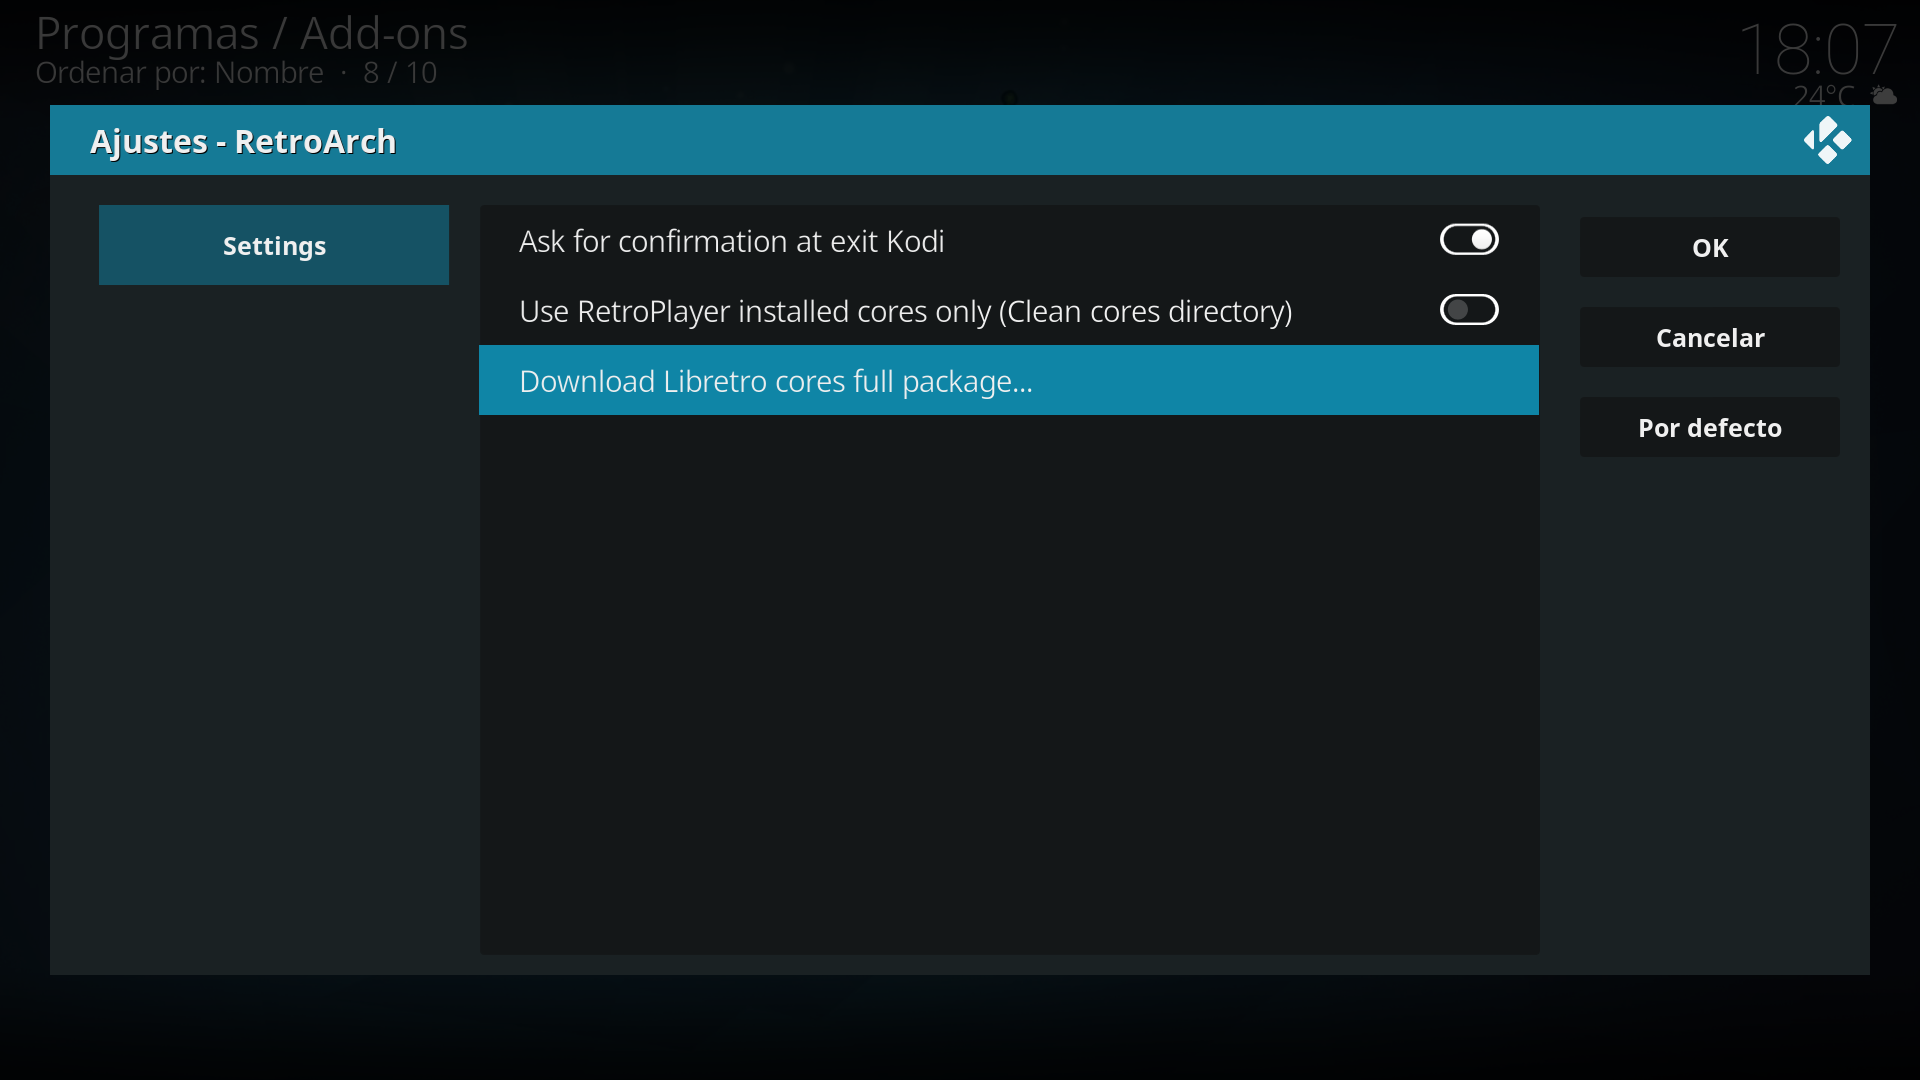 Programas / Add-ons
Ordenar por: Nombre · 8 / 10
18:07
24°C
Ajustes - RetroArch
Settings
Ask for confirmation at exit Kodi
Use RetroPlayer installed cores only (Clean cores directory)
Download Libretro cores full package...
OK
Cancelar
Por defecto